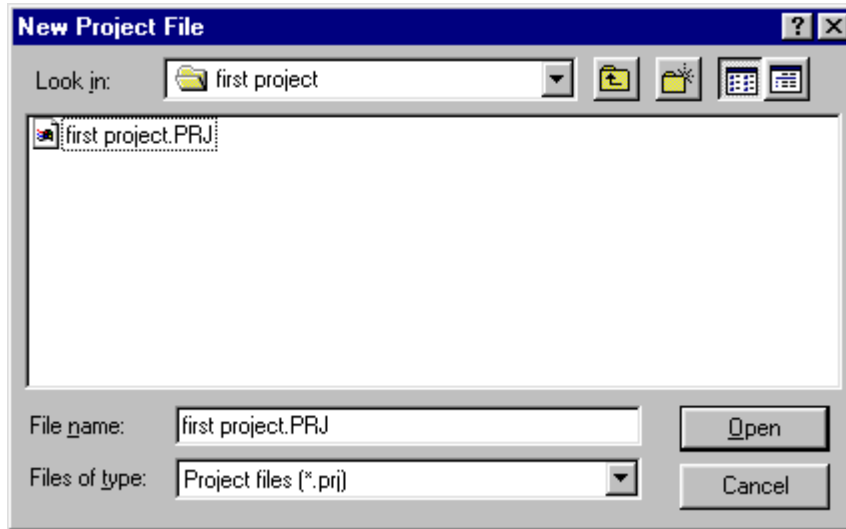 New Project File
Look in: first project
first project.PRJ
File name: first project.PRJ Open
Files of type: Project files (*.prj) Cancel